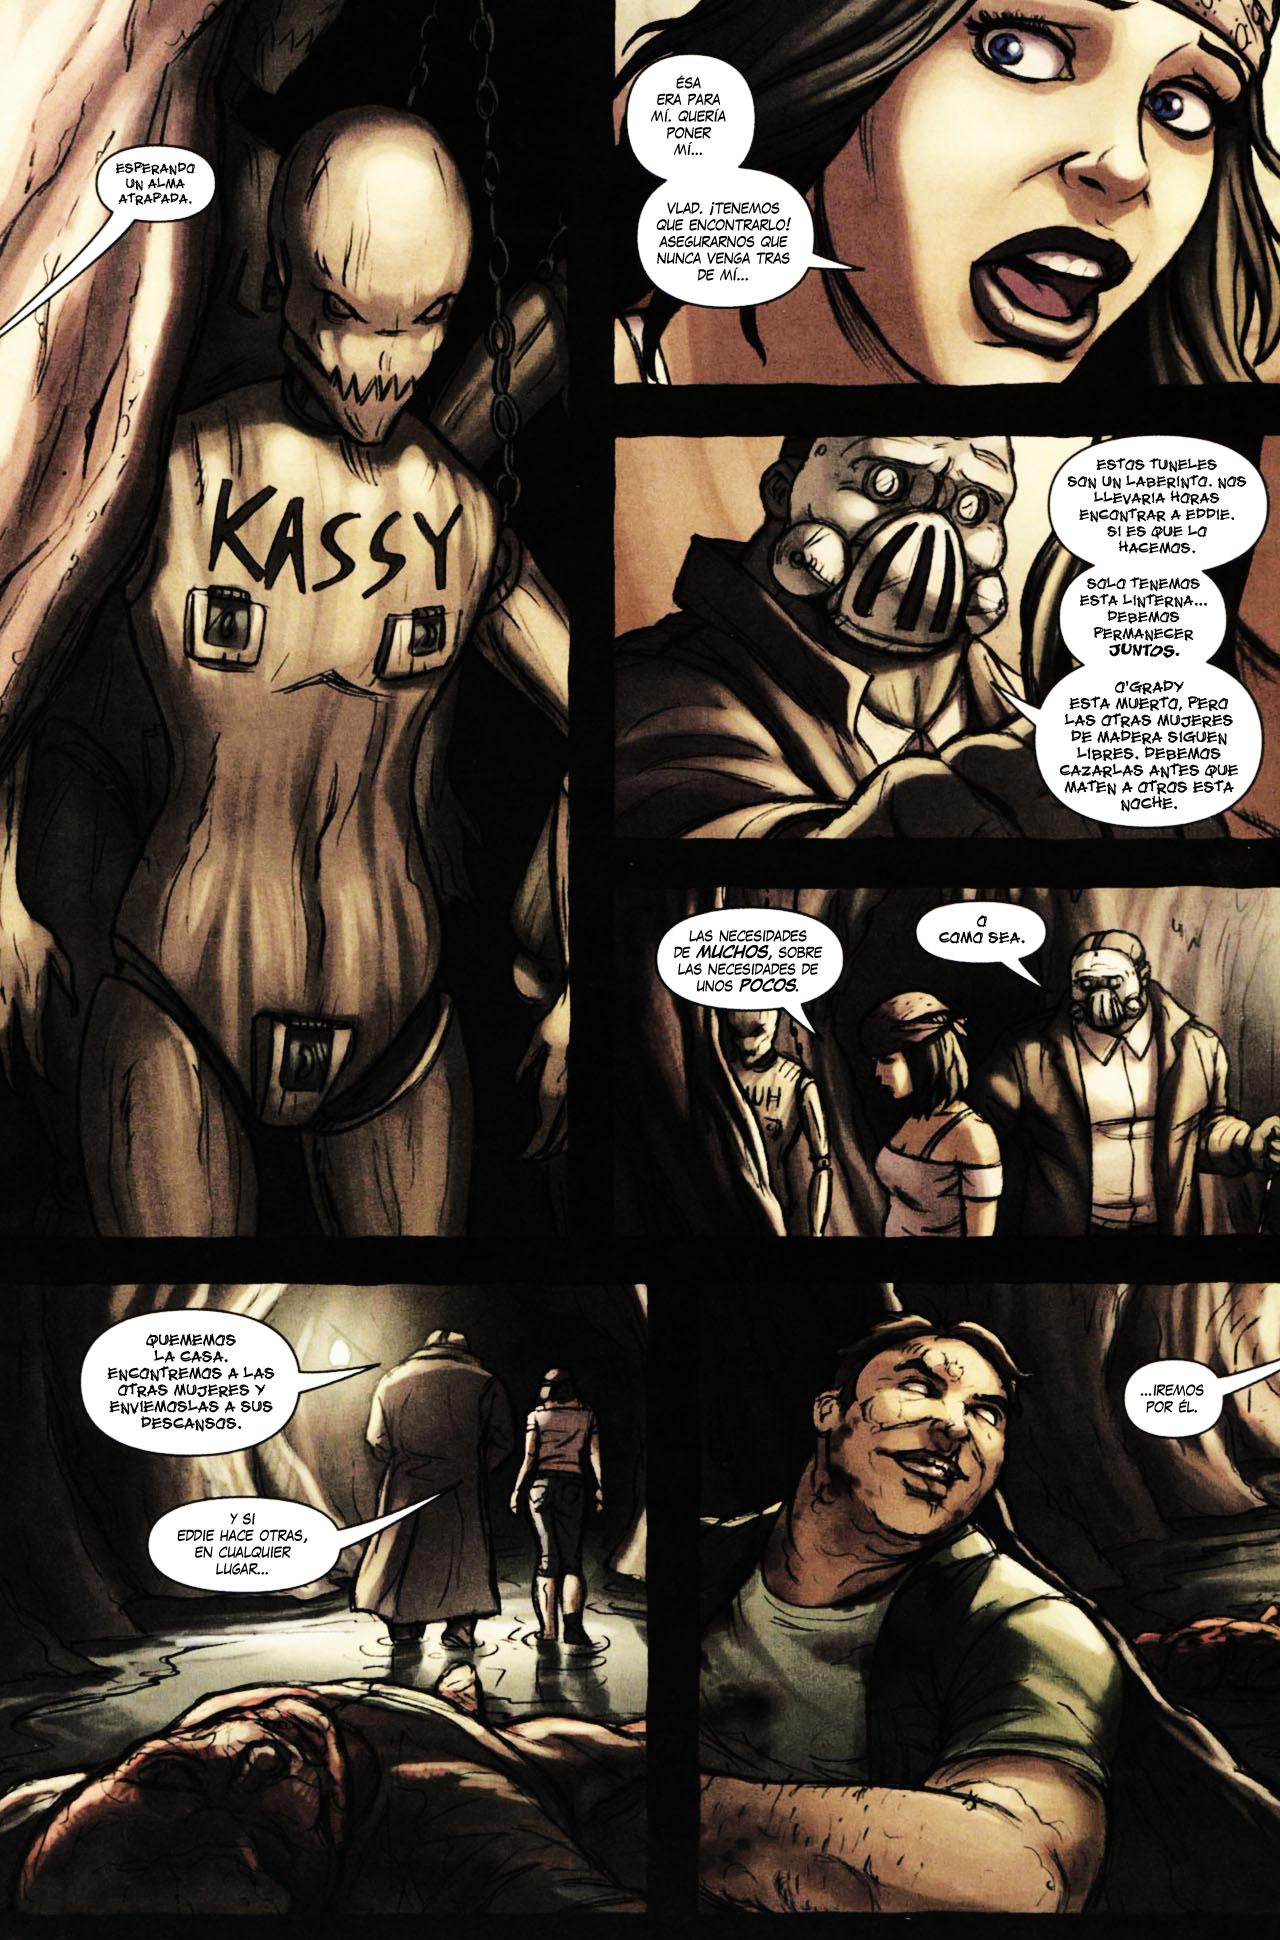 ESPERANDO
UN ALMA
ATRAPADA.
KASSY
ÉSA
ERA PARA
MÍ. QUERÍA
PONER
MÍ...
VLAD. ¡TENEMOS
QUE ENCONTRARLO!
ASEGURARNOS QUE
NUNCA VENGA TRAS
DE MÍ...
ESTOS TUNELES
SON UN LABERINTO. NOS
LLEVARIA HORAS
ENCONTRAR A EDDIE.
SI ES QUE LO
HACEMOS.
SOLO TENEMOS
ESTA LINTERNA...
DEBEMOS
PERMANECER
JUNTOS.
O'GRADY
ESTA MUERTO, PERO
LAS OTRAS MUJERES
DE MADERA SIGUEN
LIBRES. DEBEMOS
CAZARLAS ANTES QUE
MATEN A OTROS ESTA
NOCHE.
LAS NECESIDADES
DE MUCHOS, SOBRE
LAS NECESIDADES DE
UNOS POCOS.
O
COMO SEA.
QUEMEMOS
LA CASA.
ENCONTREMOS A LAS
OTRAS MUJERES Y
ENVIEMOSLAS A SUS
DESCANSOS.
Y SI
EDDIE HACE OTRAS,
EN CUALQUIER
LUGAR...
...IREMOS
POR ÉL.